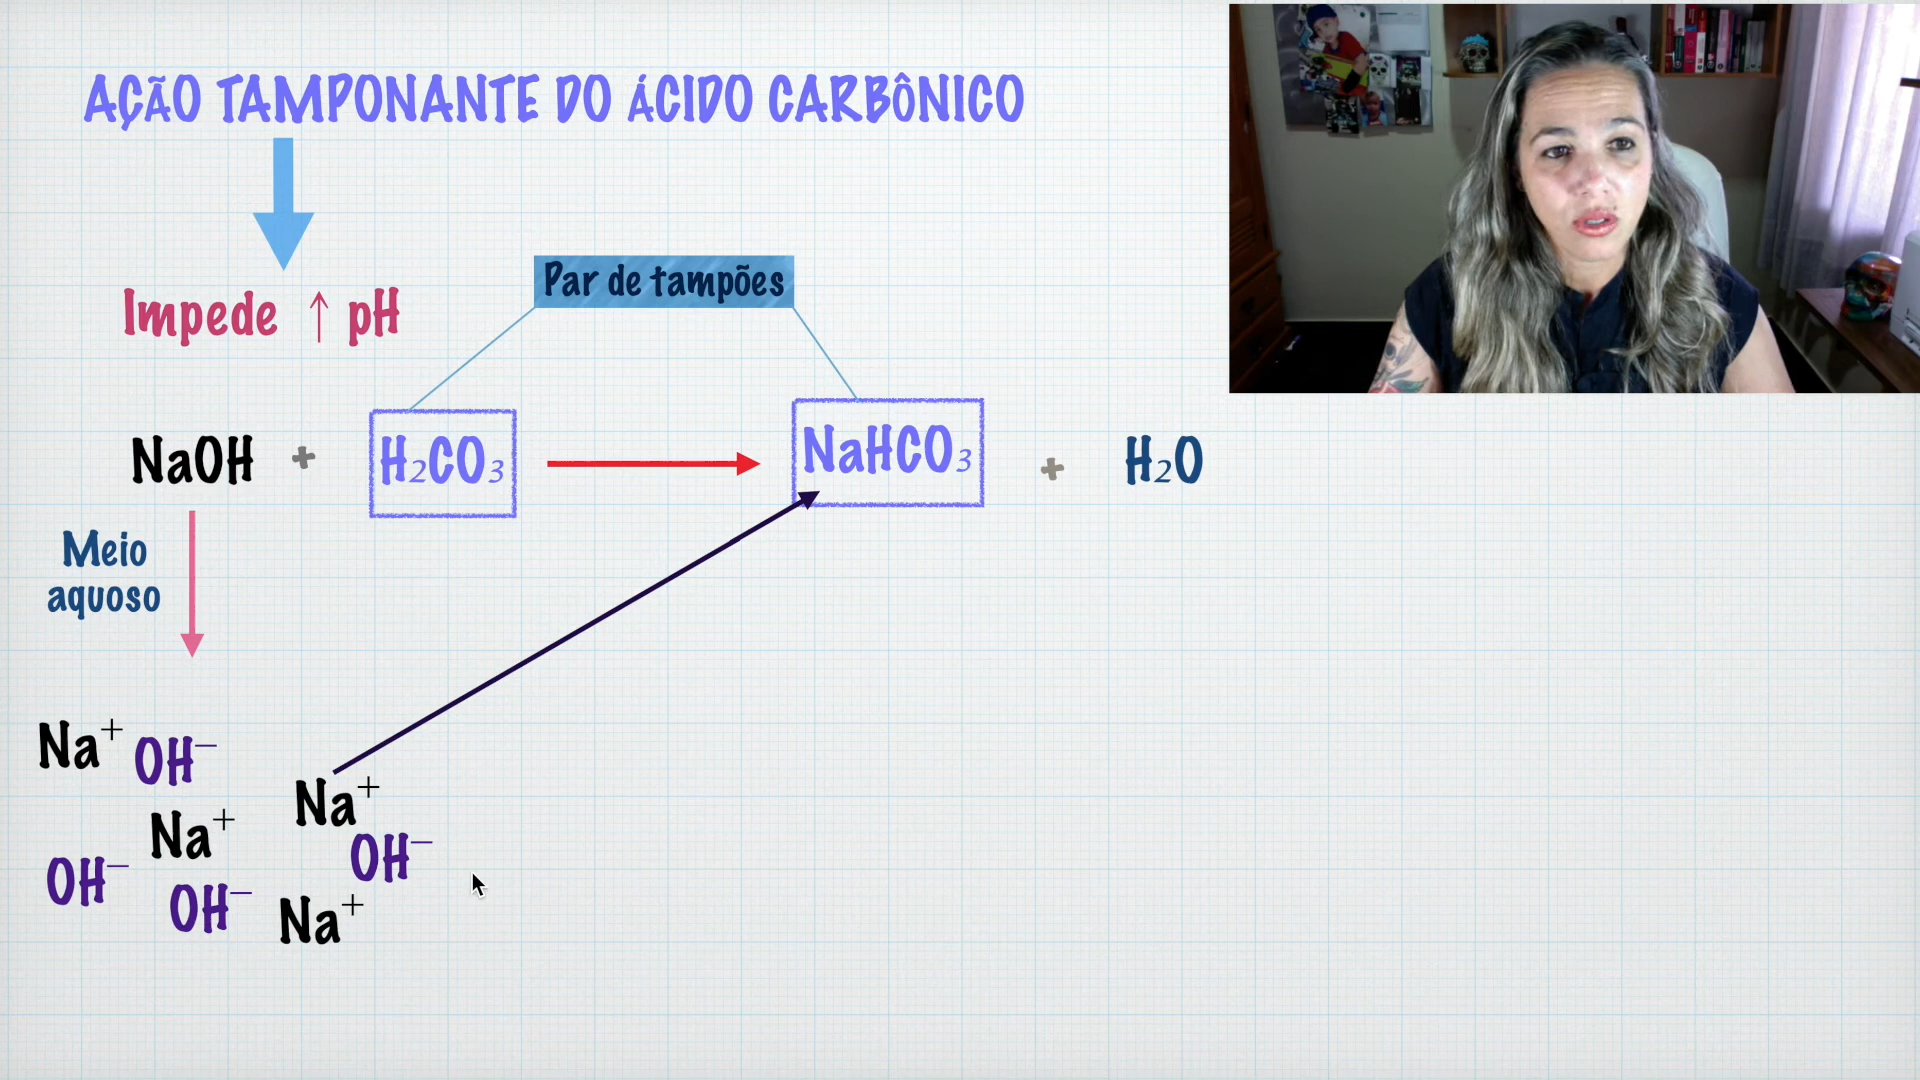 AÇÃO TAMPONANTE DO ÁCIDO CARBÔNICO
Impede ↑ pH
Par de tampões
NaOH + H₂CO₃ → NaHCO₃ + H₂O
Meio
aquoso
Na⁺ OH⁻
Na⁺
Na⁺
OH⁻
OH⁻
OH⁻
Na⁺